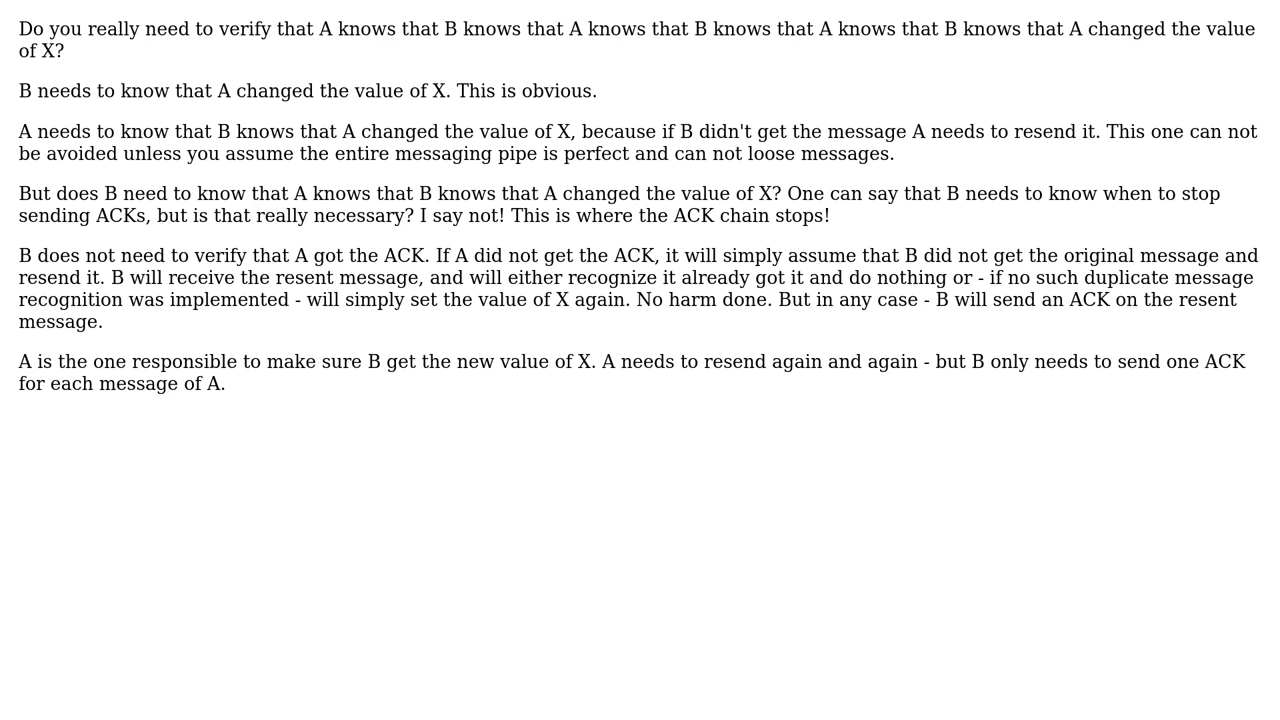 Do you really need to verify that A knows that B knows that A knows that B knows that A knows that B knows that A changed the value
of X?
B needs to know that A changed the value of X. This is obvious.
A needs to know that B knows that A changed the value of X, because if B didn't get the message A needs to resend it. This one can not
be avoided unless you assume the entire messaging pipe is perfect and can not loose messages.
But does B need to know that A knows that B knows that A changed the value of X? One can say that B needs to know when to stop
sending ACKs, but is that really necessary? I say not! This is where the ACK chain stops!
B does not need to verify that A got the ACK. If A did not get the ACK, it will simply assume that B did not get the original message and
resend it. B will receive the resent message, and will either recognize it already got it and do nothing or - if no such duplicate message
recognition was implemented - will simply set the value of X again. No harm done. But in any case - B will send an ACK on the resent
message.
A is the one responsible to make sure B get the new value of X. A needs to resend again and again - but B only needs to send one ACK
for each message of A.